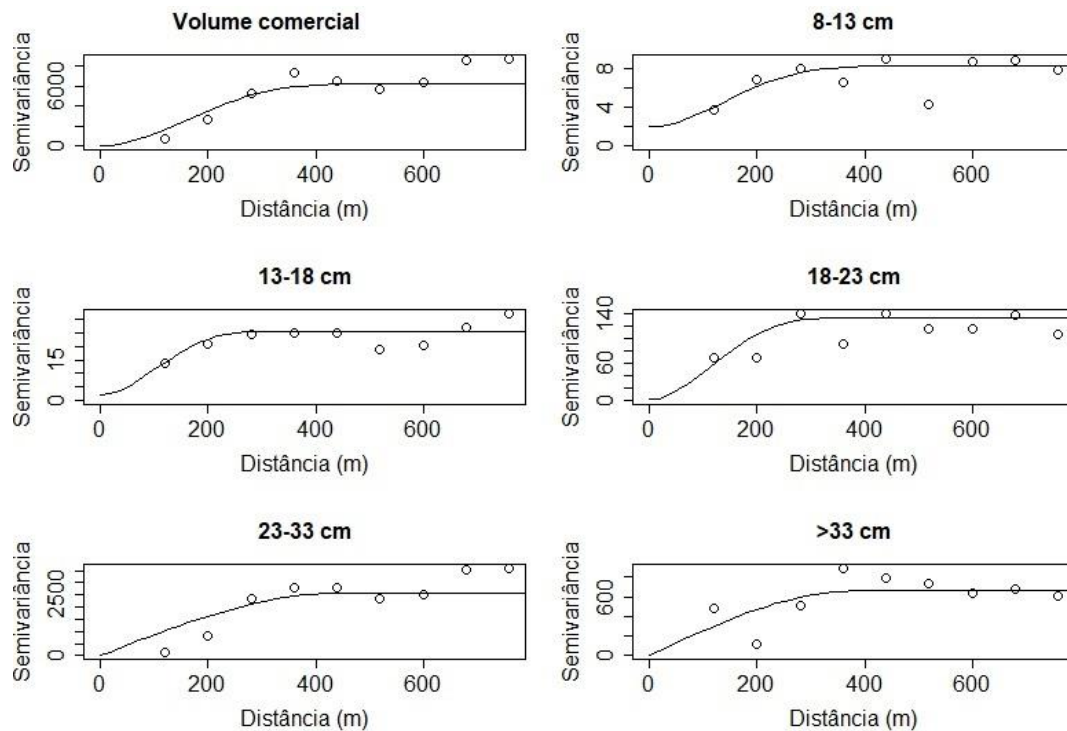 Volume comercial
Semivariância
0
6000
0
200
400
600
Distância (m)
8-13 cm
Semivariância
0
4
8
0
200
400
600
Distância (m)
13-18 cm
Semivariância
0
15
0
200
400
600
Distância (m)
18-23 cm
Semivariância
0
60
140
0
200
400
600
Distância (m)
23-33 cm
Semivariância
0
2500
0
200
400
600
Distância (m)
>33 cm
Semivariância
0
600
0
200
400
600
Distância (m)